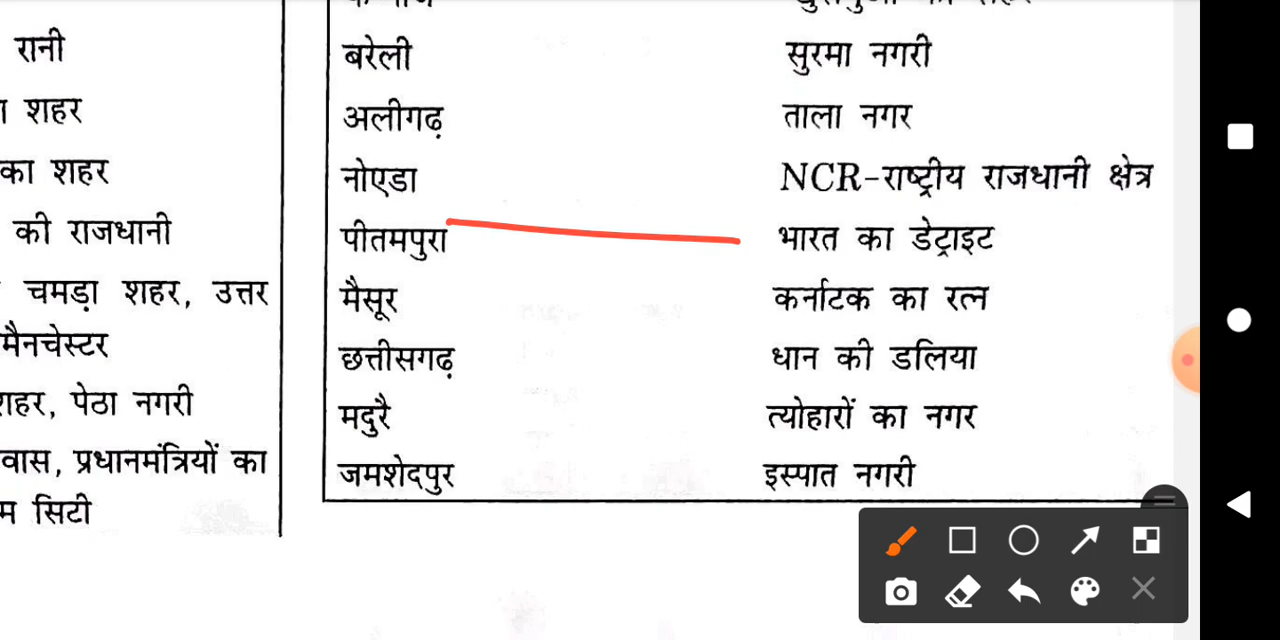 रानी
शहर
का शहर
की राजधानी
चमड़ा शहर, उत्तर
मैनचेस्टर
शहर, पेठा नगरी
वास, प्रधानमंत्रियों का
सिटी
बरेली सुरमा नगरी
अलीगढ़ ताला नगर
नोएडा NCR-राष्ट्रीय राजधानी क्षेत्र
पीतमपुरा भारत का डेट्राइट
मैसूर कर्नाटक का रत्न
छत्तीसगढ़ धान की डलिया
मदुरै त्योहारों का नगर
जमशेदपुर इस्पात नगरी